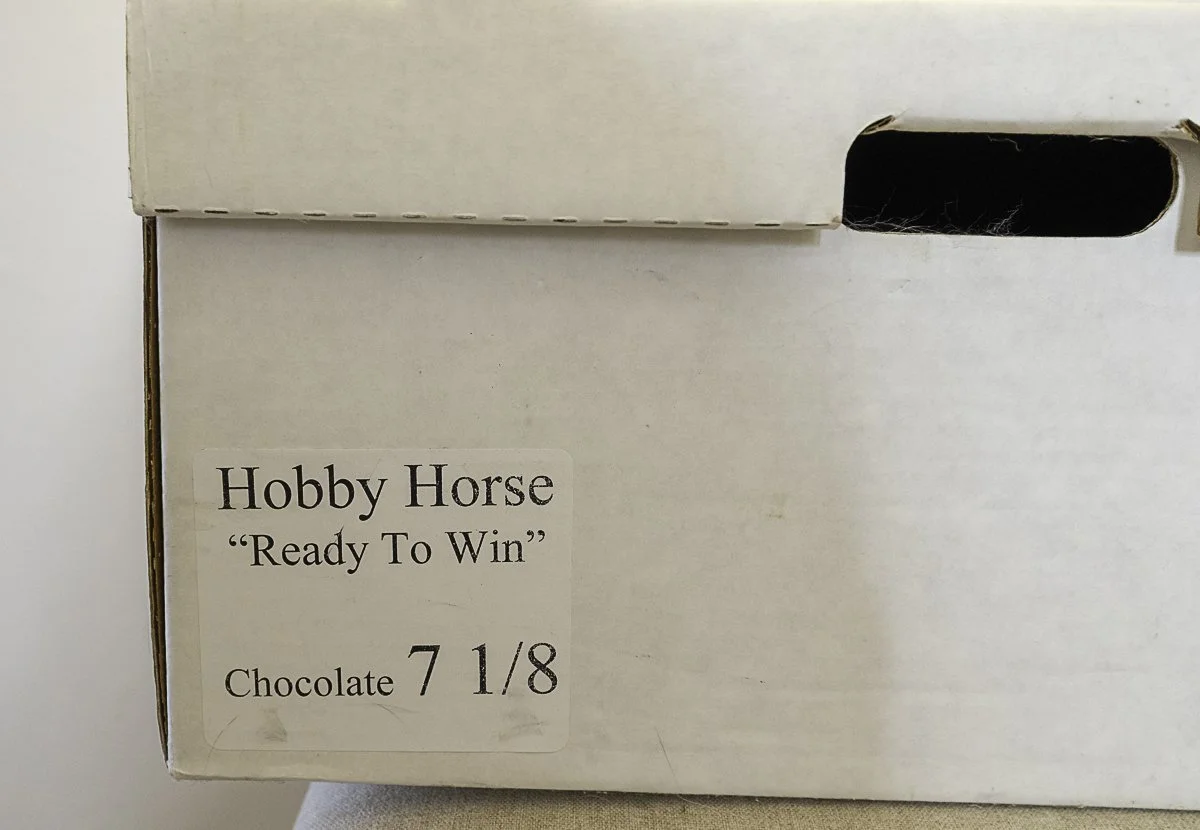 Hobby Horse
“Ready To Win”
Chocolate 7 1/8